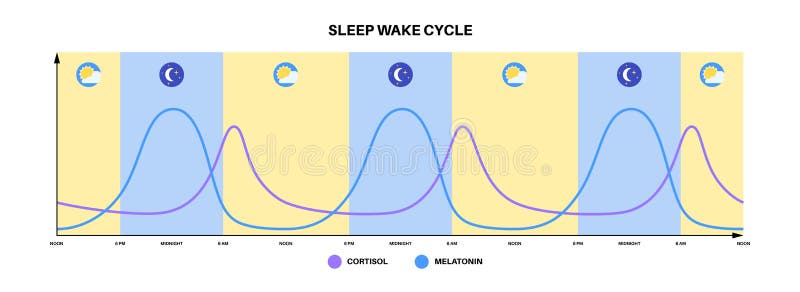 SLEEP WAKE CYCLE
dreamstime
NOON 6 PM MIDNIGHT 6 AM NOON 6 PM MIDNIGHT 6 AM NOON 6 PM MIDNIGHT 6 AM NOON
CORTISOL MELATONIN